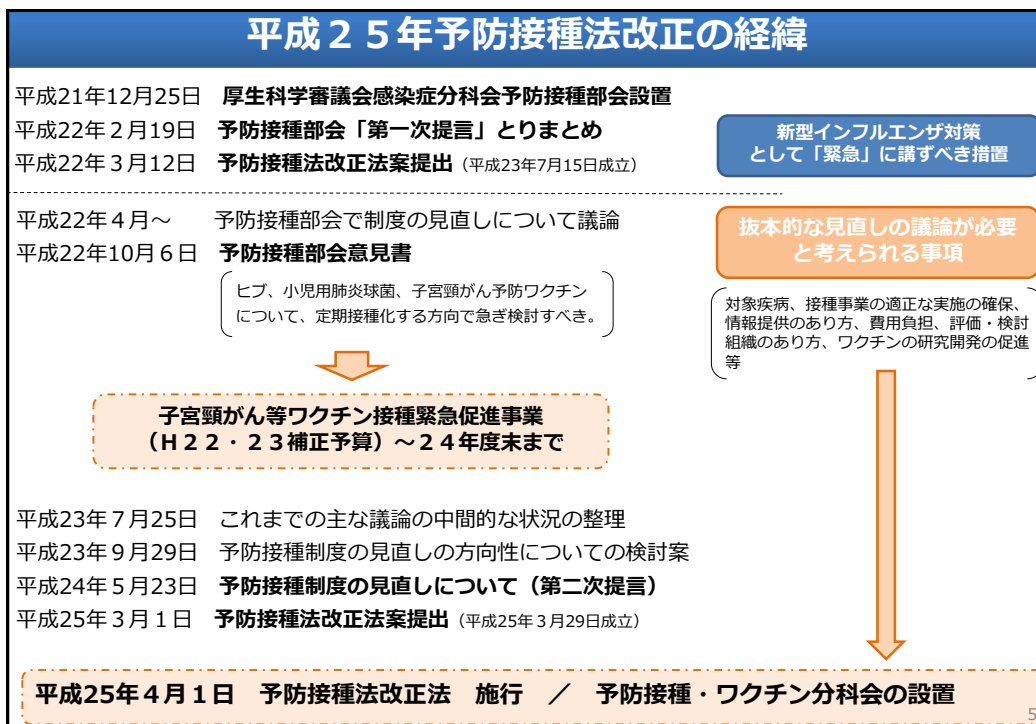 平成２５年予防接種法改正の経緯
平成21年12月25日　厚生科学審議会感染症分科会予防接種部会設置
平成22年２月19日　予防接種部会「第一次提言」とりまとめ
平成22年３月12日　予防接種法改正法案提出（平成23年7月15日成立）
新型インフルエンザ対策
として「緊急」に講ずべき措置
平成22年４月～　　予防接種部会で制度の見直しについて議論
平成22年10月６日　予防接種部会意見書
ヒブ、小児用肺炎球菌、子宮頸がん予防ワクチン
について、定期接種化する方向で急ぎ検討すべき。
抜本的な見直しの議論が必要
と考えられる事項
対象疾病、接種事業の適正な実施の確保、
情報提供のあり方、費用負担、評価・検討
組織のあり方、ワクチンの研究開発の促進
等
子宮頸がん等ワクチン接種緊急促進事業
（Ｈ２２・２３補正予算）～２４年度末まで
平成23年７月25日　これまでの主な議論の中間的な状況の整理
平成23年９月29日　予防接種制度の見直しの方向性についての検討案
平成24年５月23日　予防接種制度の見直しについて（第二次提言）
平成25年３月１日　予防接種法改正法案提出（平成25年３月29日成立）
平成25年４月１日　予防接種法改正法　施行　／　予防接種・ワクチン分科会の設置
5